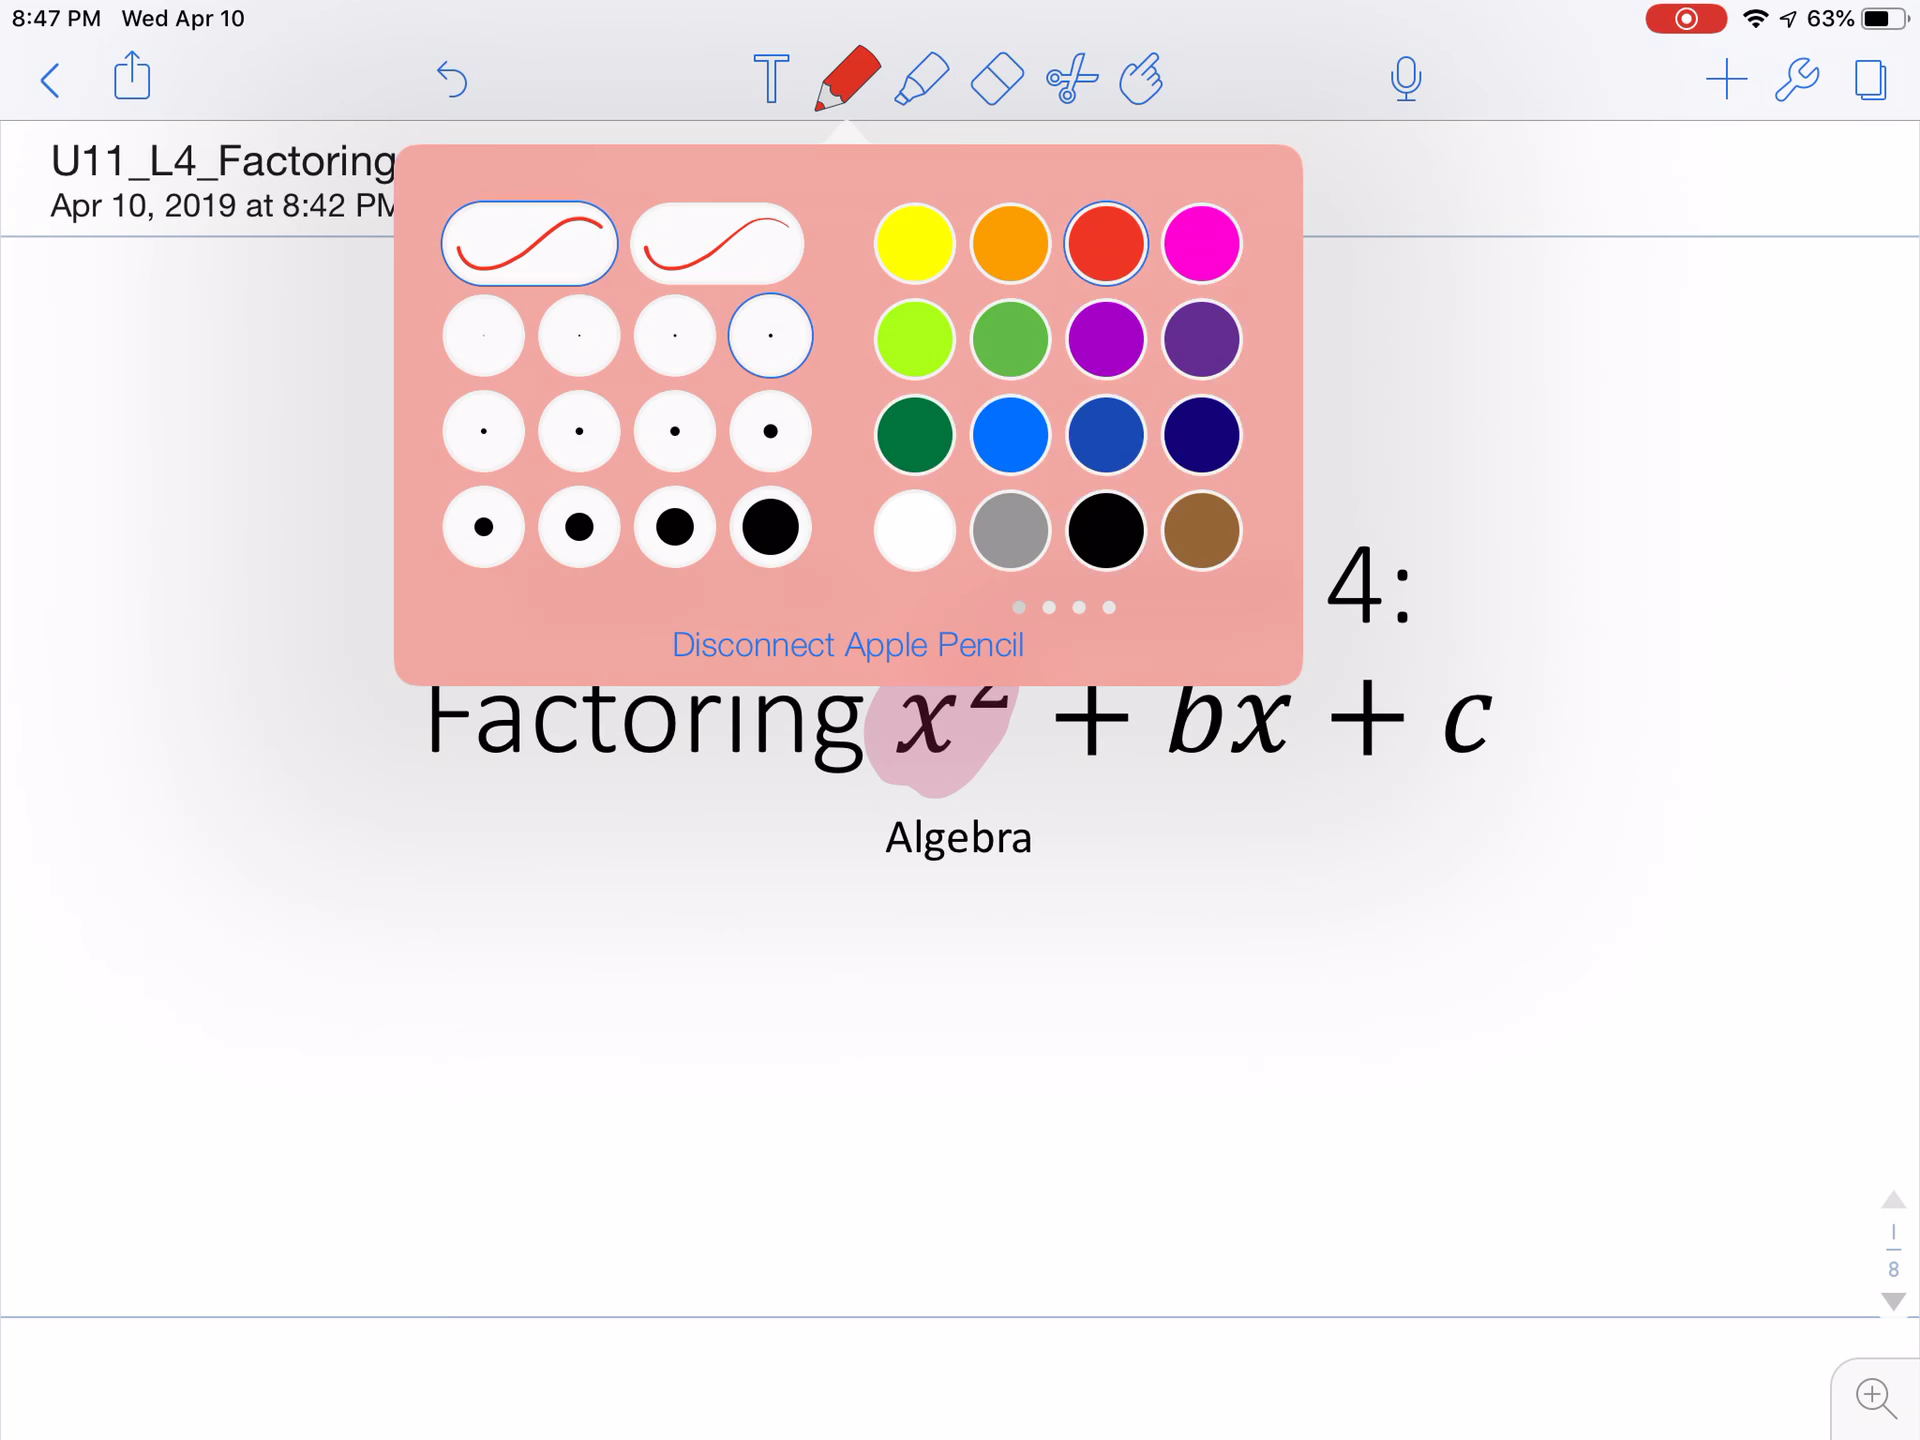 8:47 PM Wed Apr 10 63%
U11_L4_Factoring
Apr 10, 2019 at 8:42 PM
Disconnect Apple Pencil
4:
Factoring x² + bx + c
Algebra
1
8